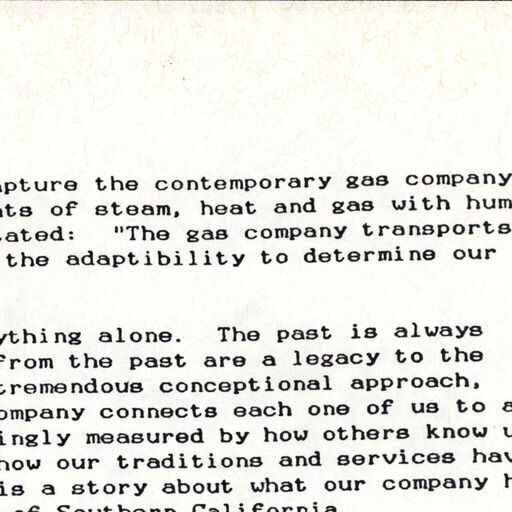 apture the contemporary gas company
nts of steam, heat and gas with hum
tated: "The gas company transports
the adaptibility to determine our
ything alone. The past is always
from the past are a legacy to the
tremendous conceptional approach,
ompany connects each one of us to a
ingly measured by how others know u
how our traditions and services hav
is a story about what our company h
of Southern California